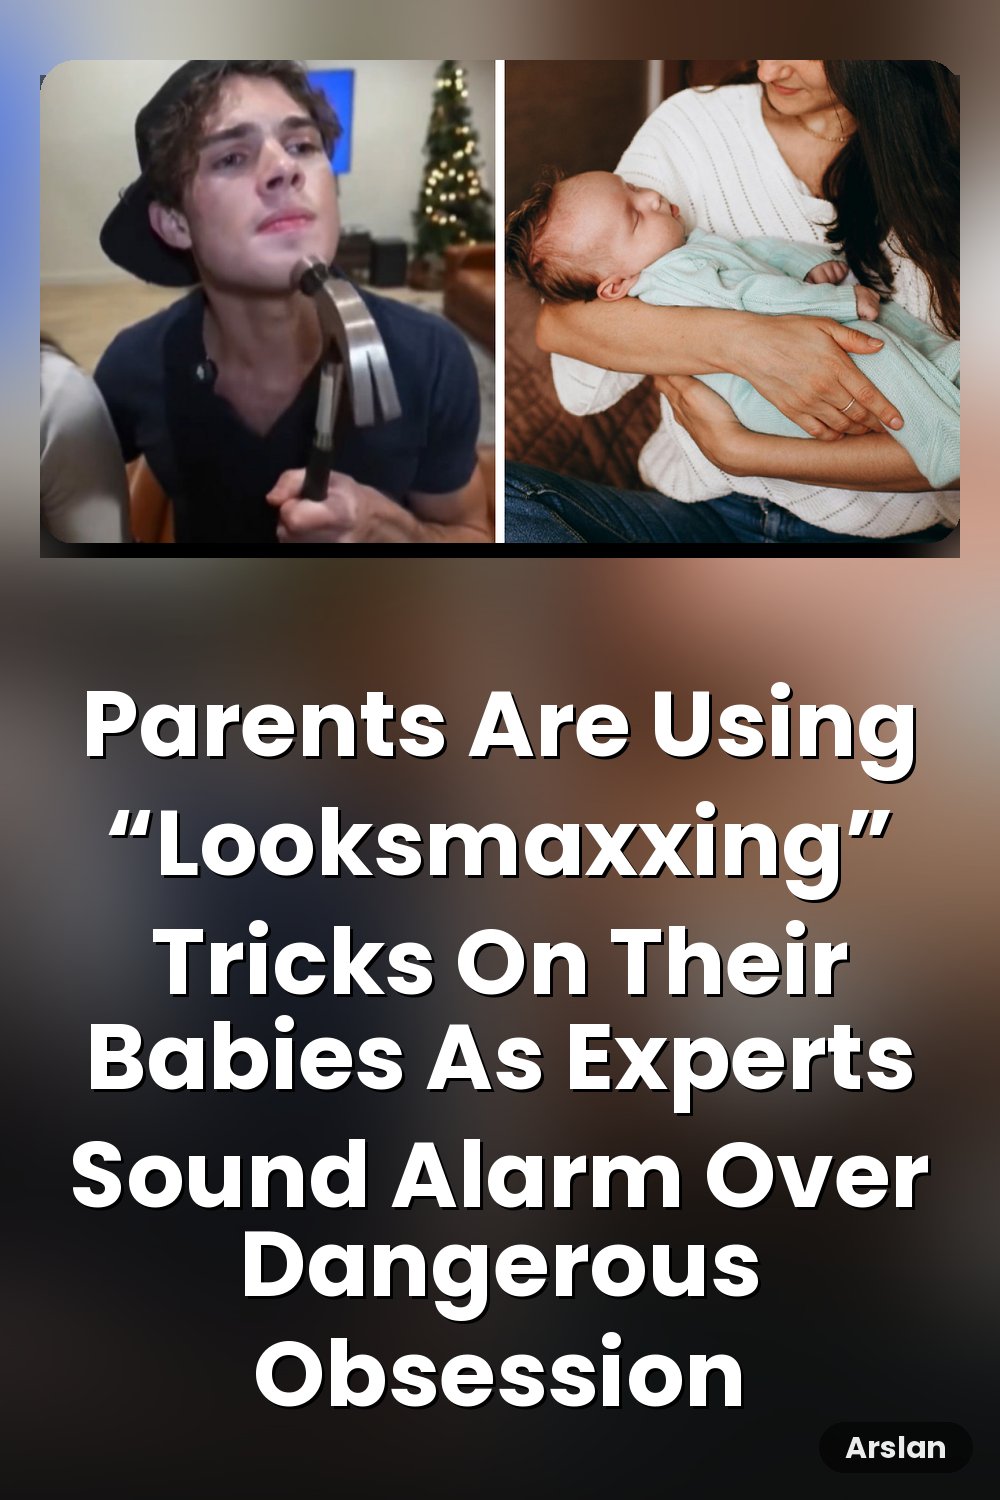 Parents Are Using
“Looksmaxxing”
Tricks On Their
Babies As Experts
Sound Alarm Over
Dangerous
Obsession
Arslan